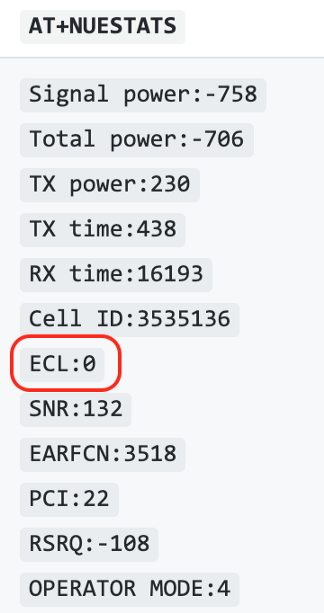 AT+NUESTATS
Signal power:-758
Total power:-706
TX power:230
TX time:438
RX time:16193
Cell ID:3535136
ECL:0
SNR:132
EARFCN:3518
PCI:22
RSRQ:-108
OPERATOR MODE:4